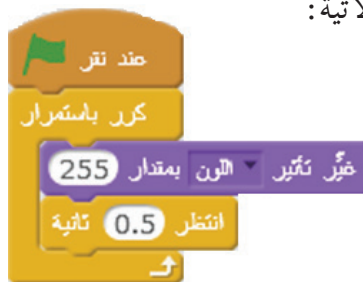 لاتية:
عند نقر
كرر باستمرار
غيِّر تأثير اللون بمقدار 255
انتظر 0.5 ثانية